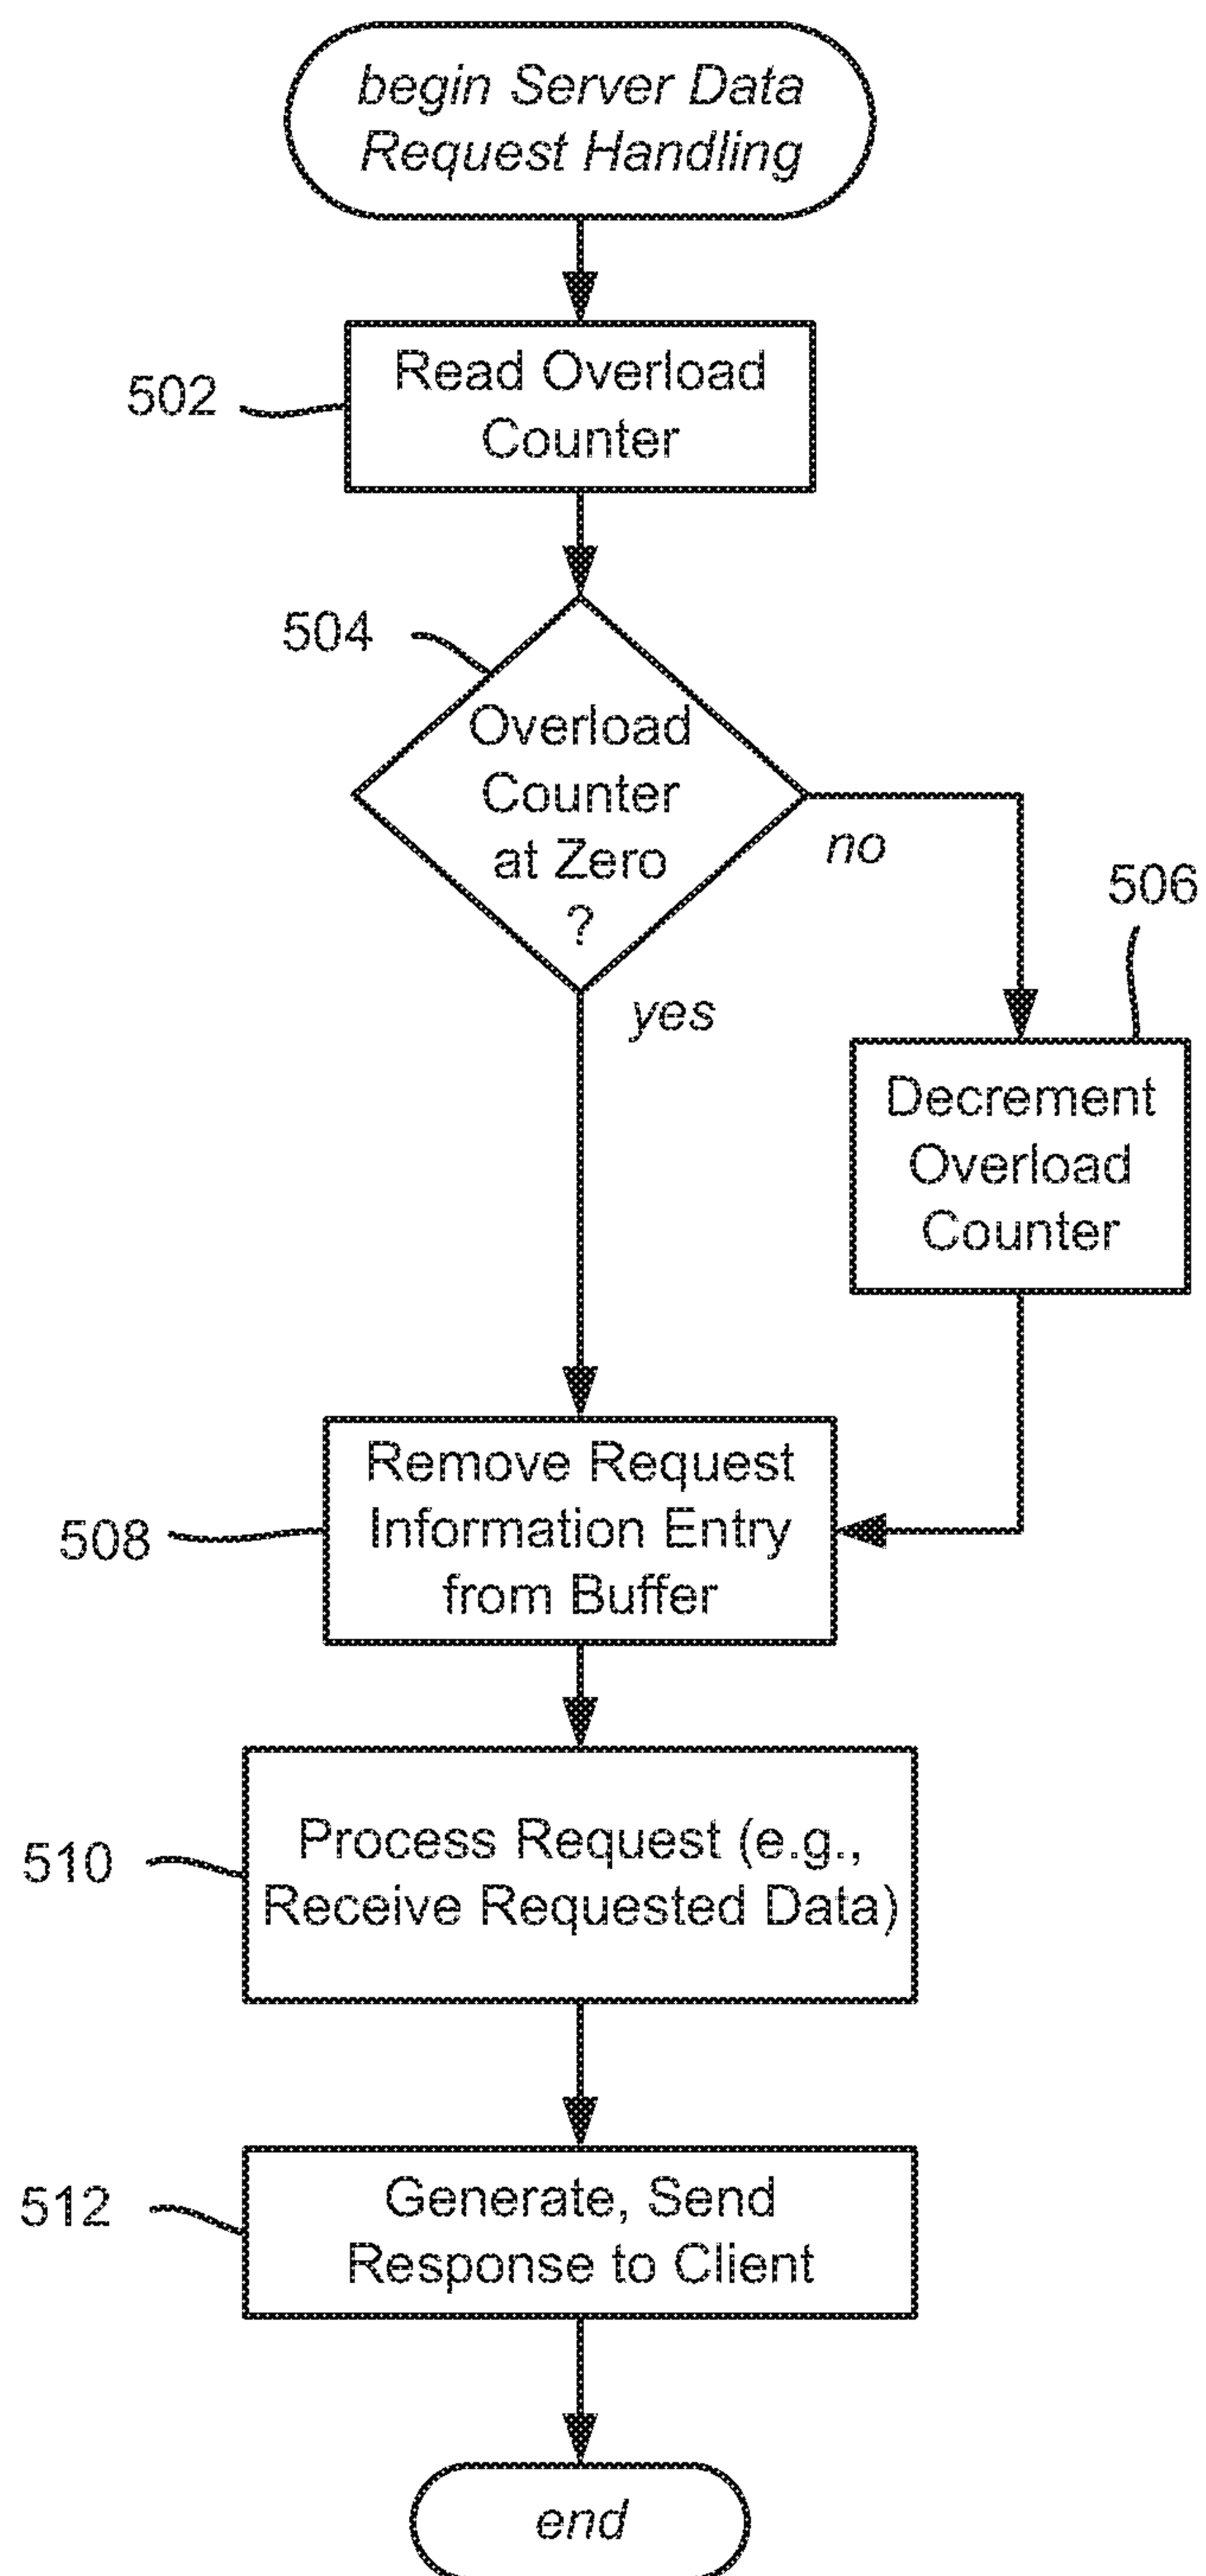 begin Server Data
Request Handling
502
Read Overload
Counter
504
Overload
Counter
at Zero
?
no
yes
506
Decrement
Overload
Counter
508
Remove Request
Information Entry
from Buffer
510
Process Request (e.g.,
Receive Requested Data)
512
Generate, Send
Response to Client
end